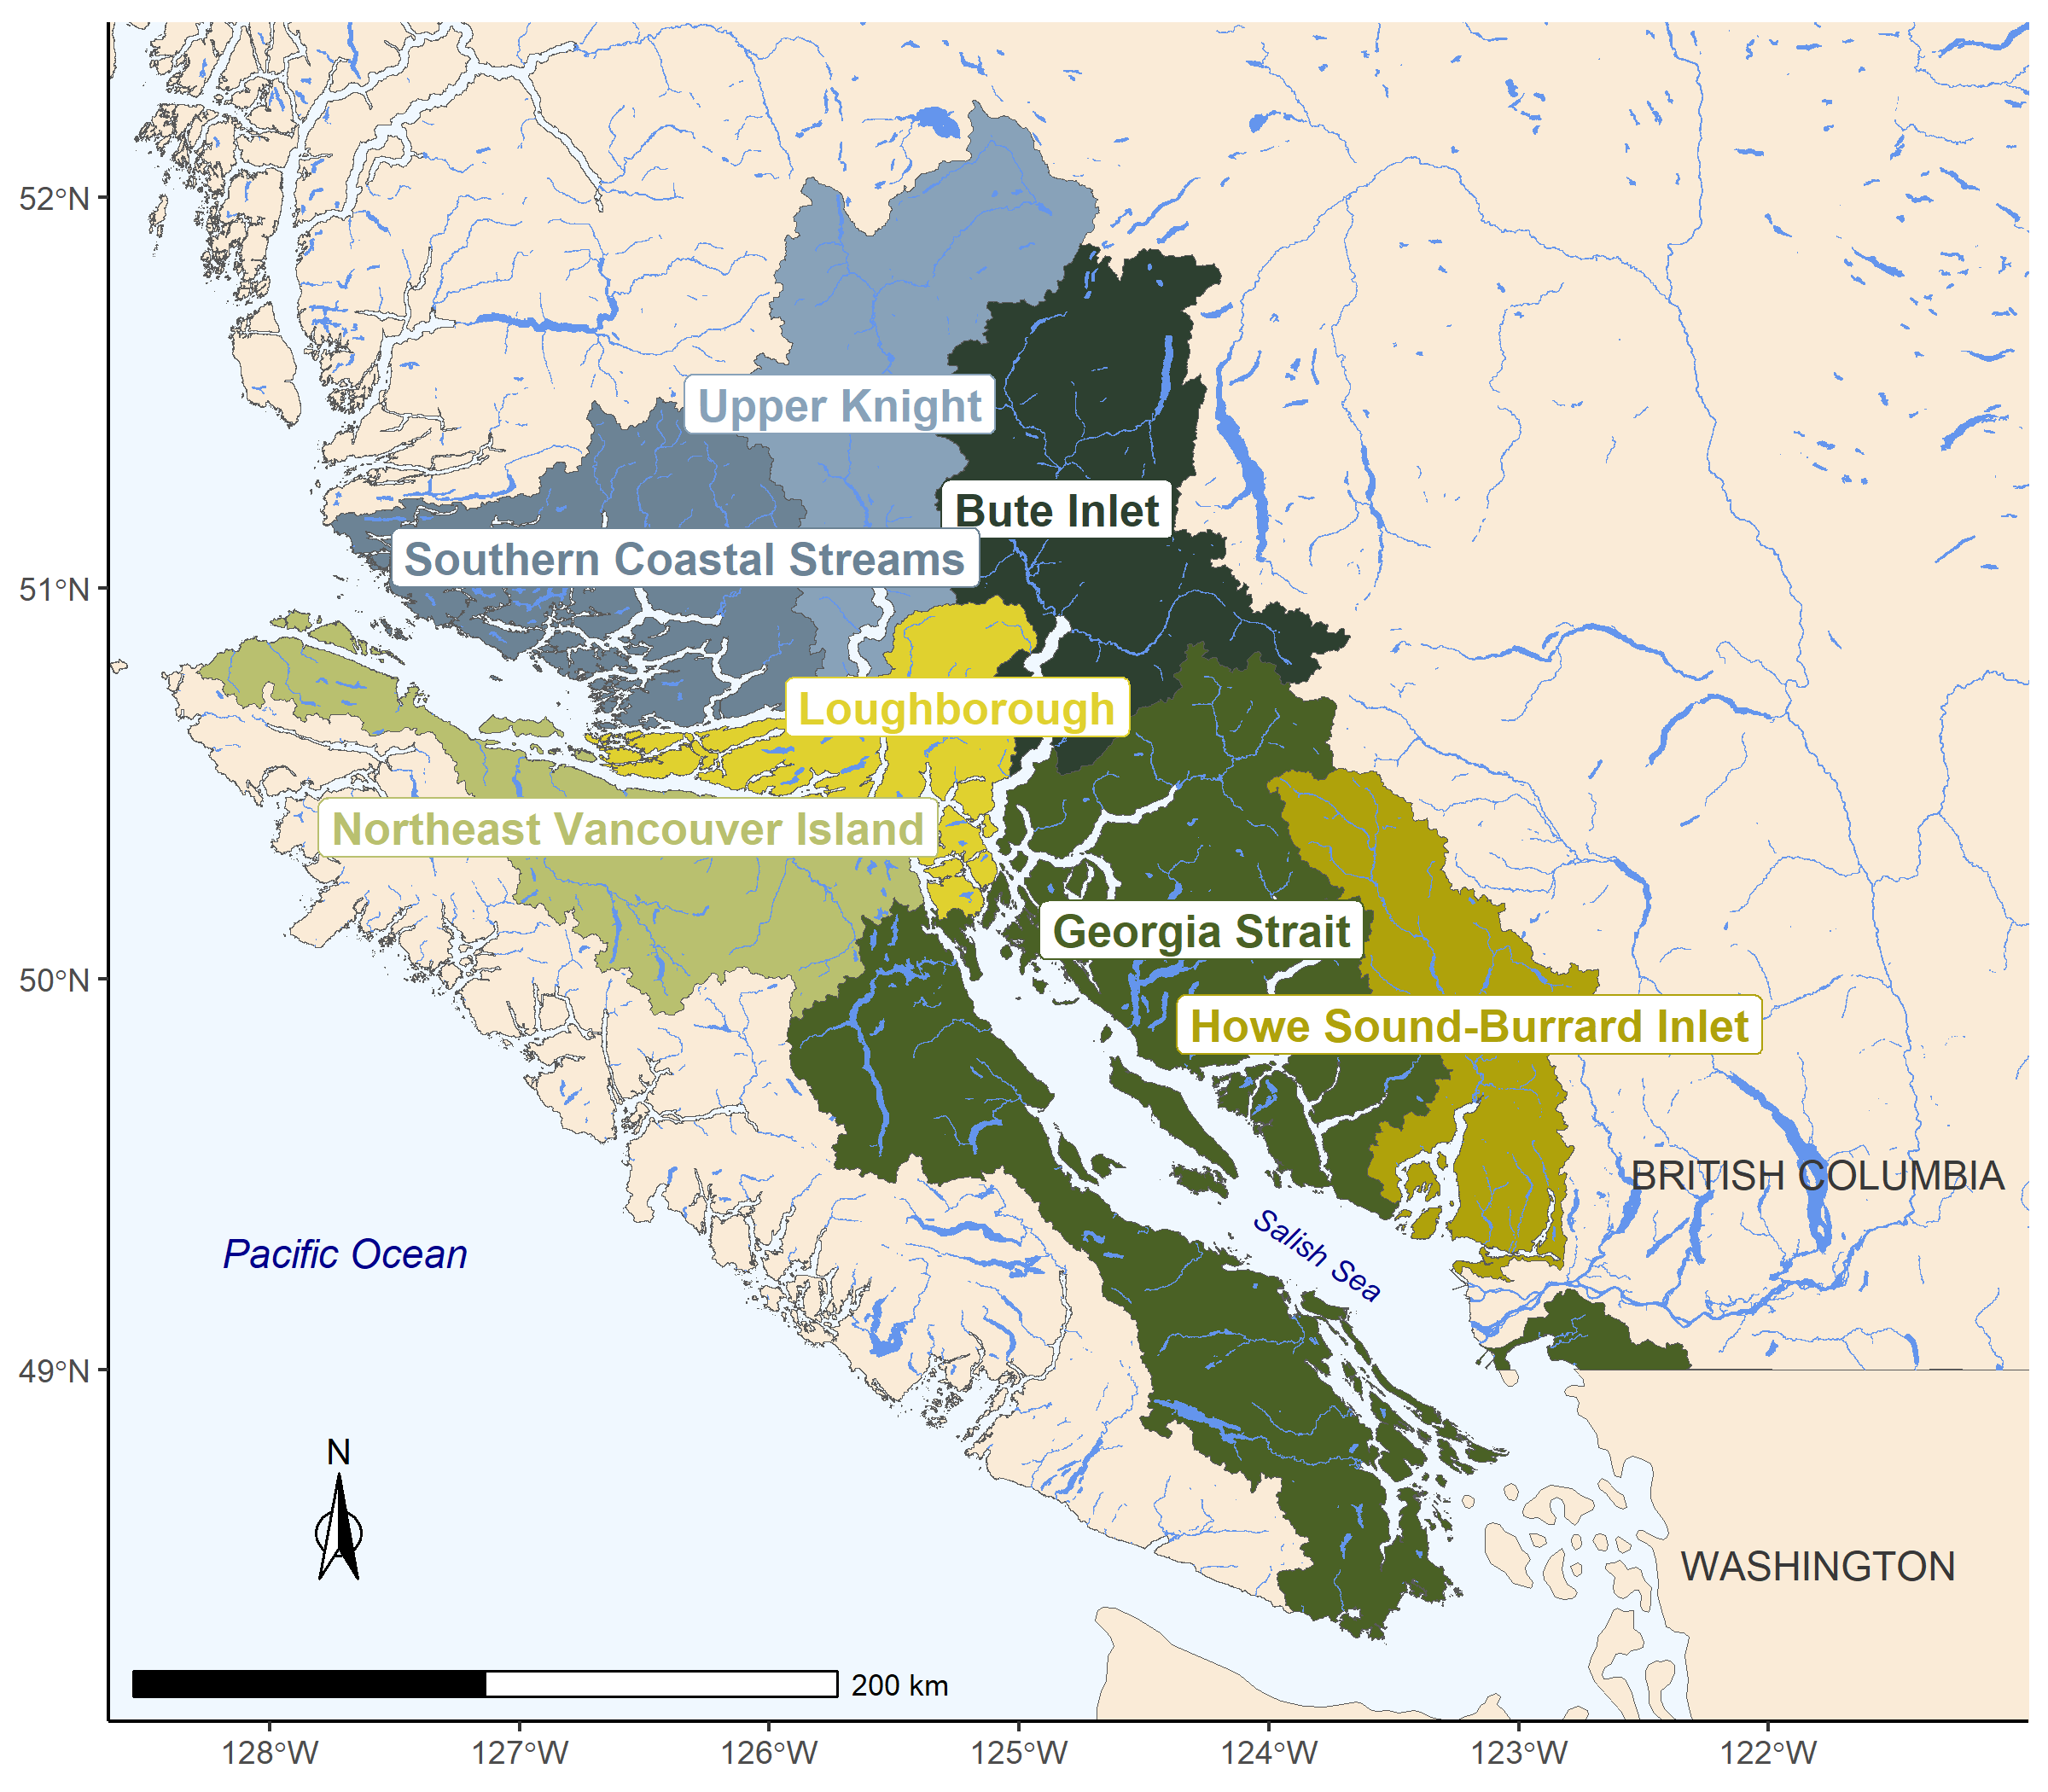 52°N
Upper Knight
Bute Inlet
Southern Coastal Streams
51°N
Loughborough
Northeast Vancouver Island
Georgia Strait
50°N
Howe Sound-Burrard Inlet
BRITISH COLUMBIA
Salish Sea
Pacific Ocean
49°N
N
WASHINGTON
200 km
128°W
127°W
126°W
125°W
124°W
123°W
122°W